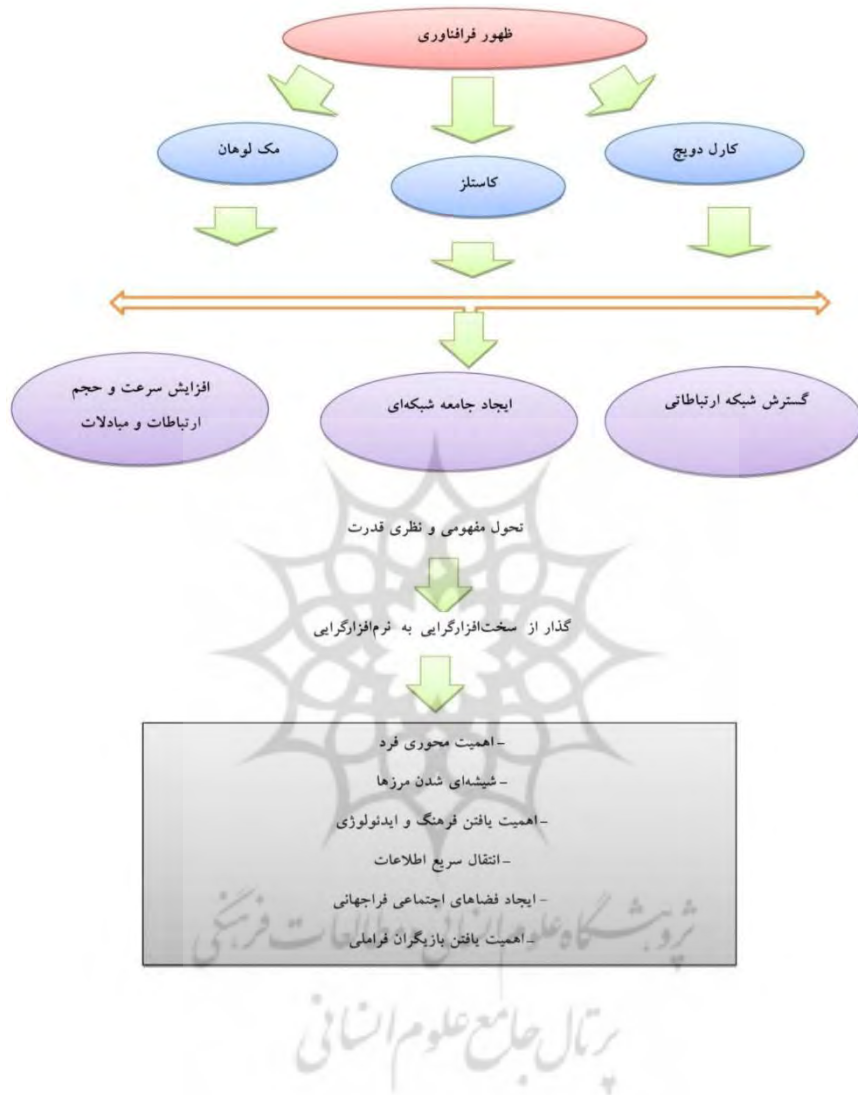 ظهور فرافناوری
کارل دویچ
کاستلز
مک لوهان
گسترش شبکه ارتباطاتی
ایجاد جامعه شبکه‌ای
افزایش سرعت و حجم
ارتباطات و مبادلات
تحول مفهومی و نظری قدرت
گذار از سخت‌افزارگرایی به نرم‌افزارگرایی
- اهمیت محوری فرد
- شیشه‌ای شدن مرزها
- اهمیت یافتن فرهنگ و ایدئولوژی
- انتقال سریع اطلاعات
- ایجاد فضاهای اجتماعی فراجهانی
- اهمیت یافتن بازیگران فراملی
پژوهشگاه علوم انسانی و مطالعات فرهنگی
پرتال جامع علوم انسانی